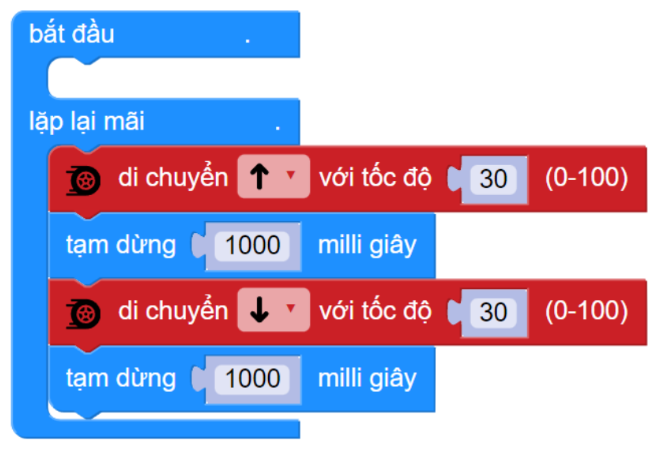 bắt đầu .
lặp lại mãi .
di chuyển ↑ với tốc độ 30 (0-100)
tạm dừng 1000 milli giây
di chuyển ↓ với tốc độ 30 (0-100)
tạm dừng 1000 milli giây